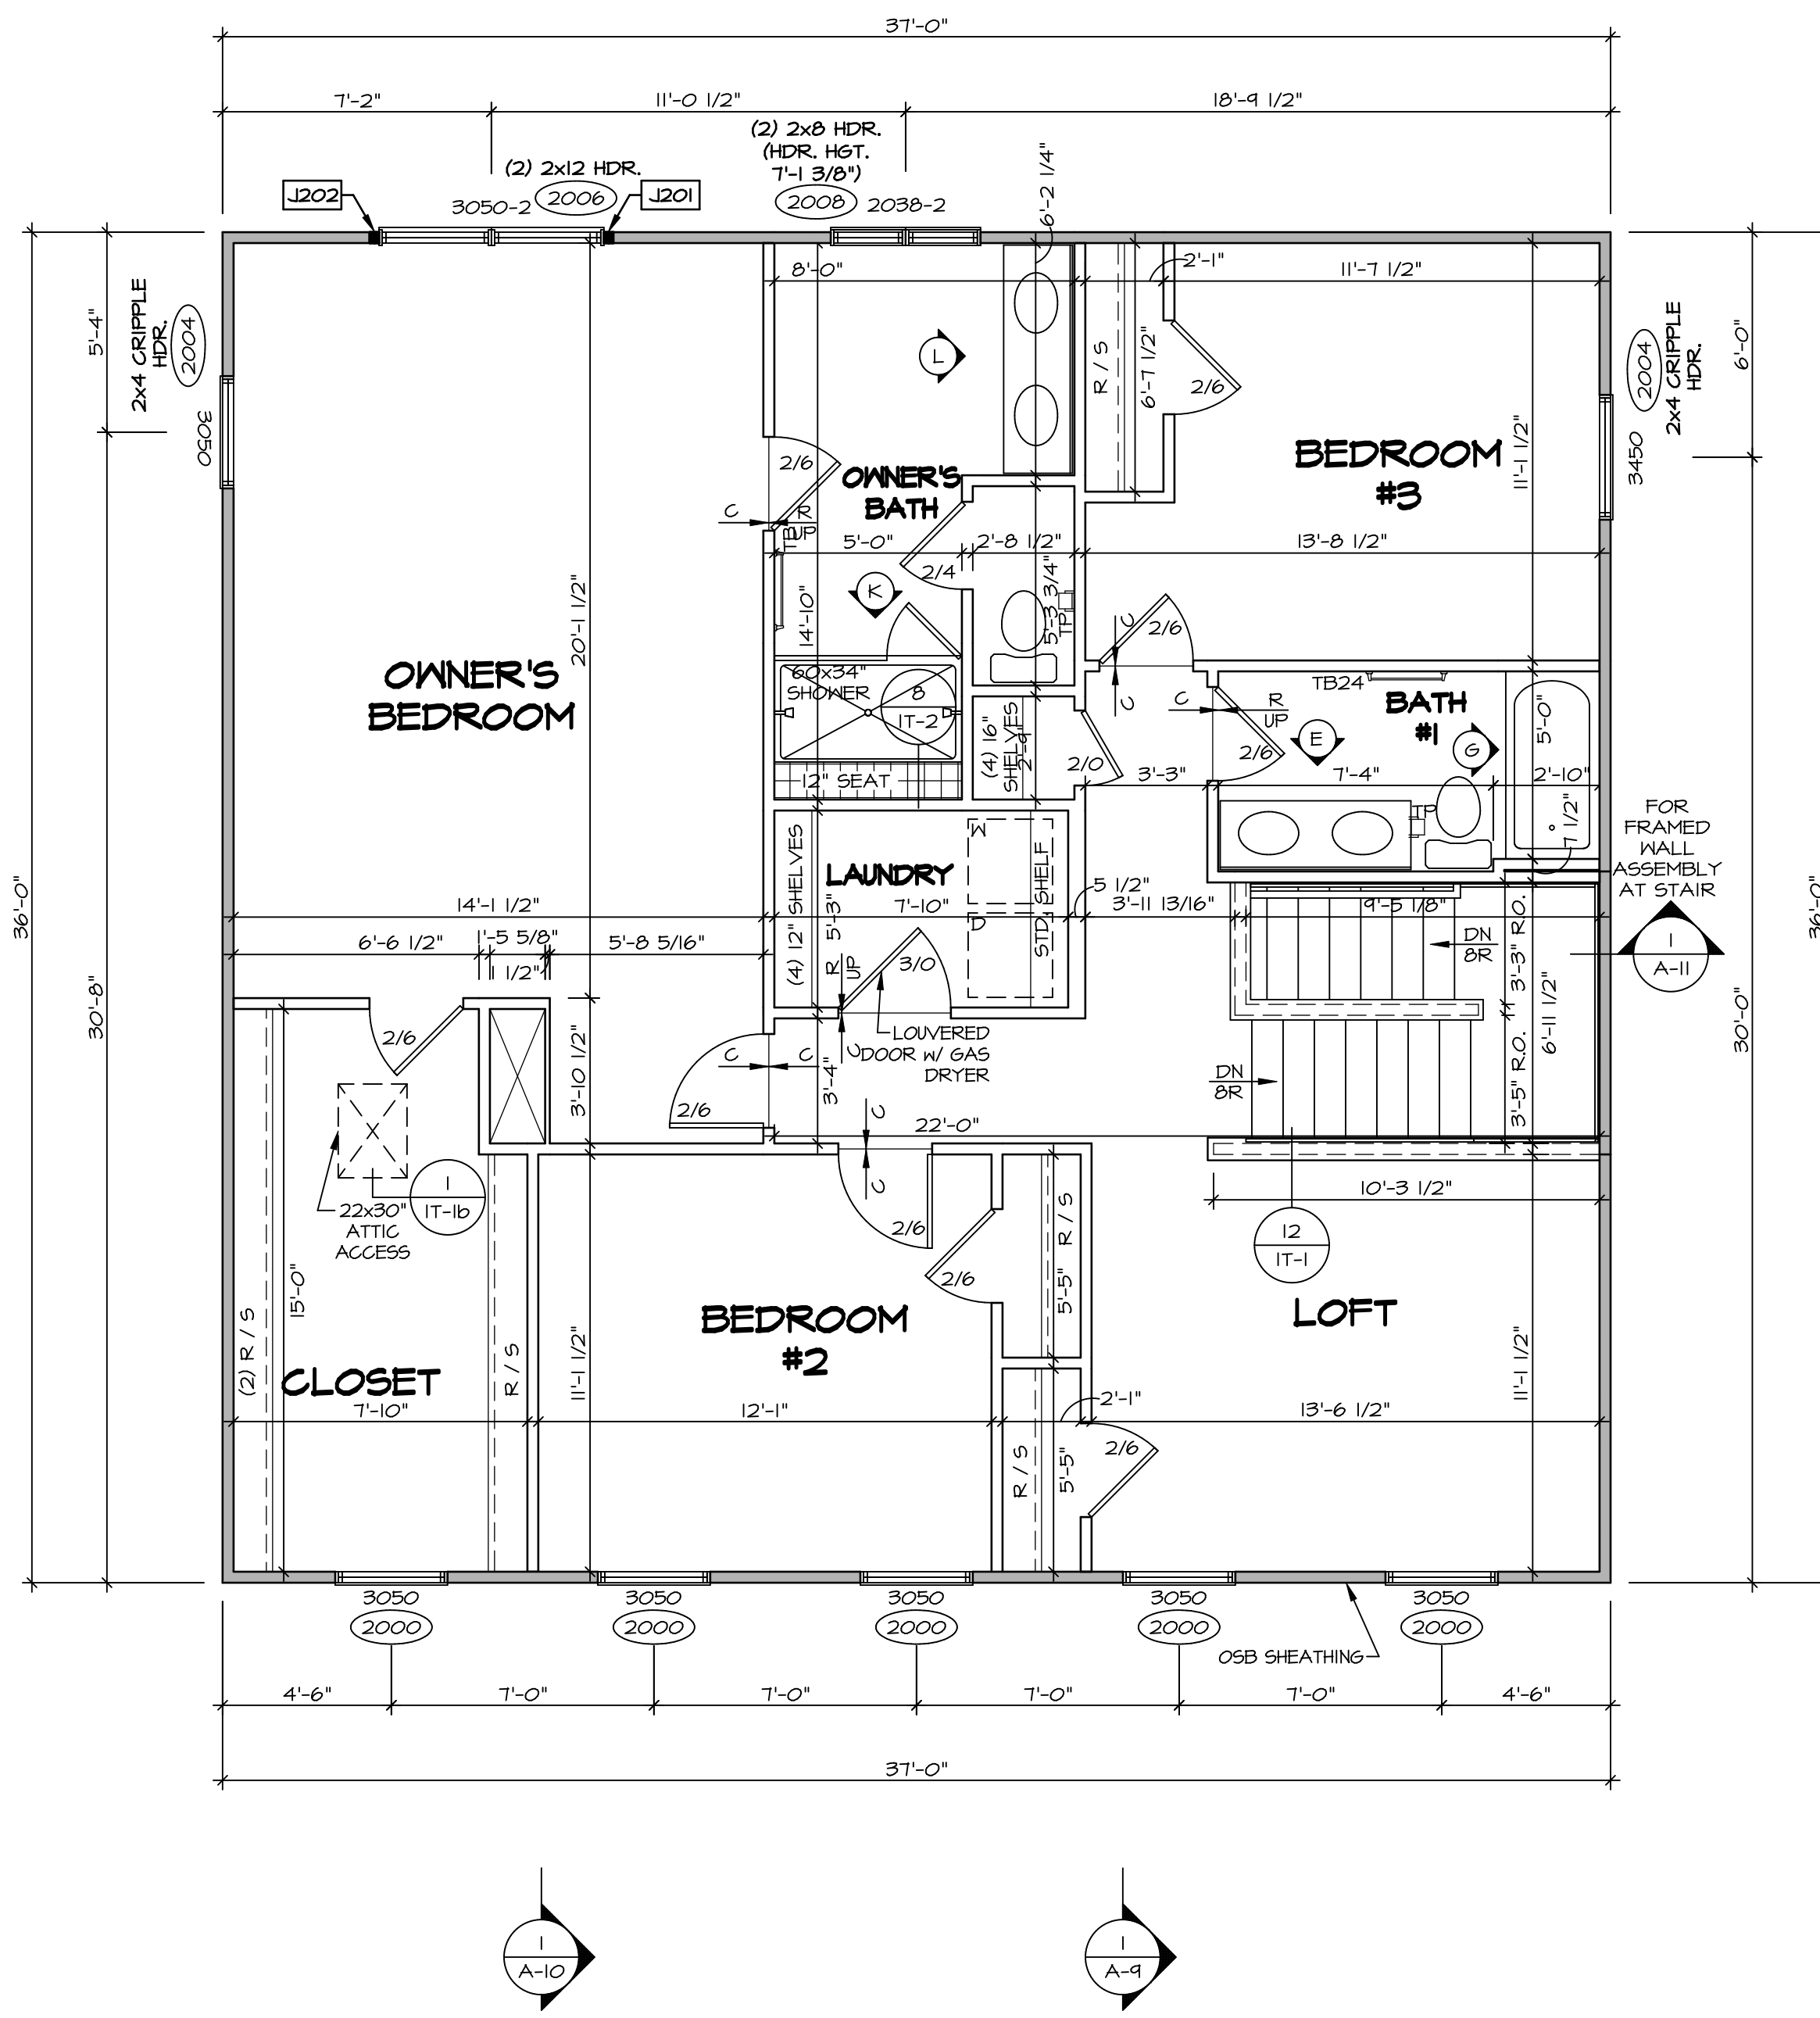 37'-0"
7'-2"
11'-0 1/2"
18'-9 1/2"
(2) 2x8 HDR.
(HDR. HGT.
7'-1 3/8")
(2) 2x12 HDR.
J202
3050-2
2006
J201
2008
2038-2
6'-2 1/4"
8'-0"
2'-1"
11'-7 1/2"
5'-4"
2x4 CRIPPLE
HDR.
2004
3050
L
R / S
6'-7 1/2"
2/6
2004
2x4 CRIPPLE
HDR.
6'-0"
3450
BEDROOM
#3
11'-1 1/2"
2/6
OWNER'S
BATH
C
R
UP
TB
5'-0"
2'-8 1/2"
13'-8 1/2"
2/4
K
20'-1 1/2"
14'-10"
5'-3 3/4"
TP
C
2/6
C
OWNER'S
BEDROOM
60x34"
SHOWER
8
IT-2
12" SEAT
(4) 16"
SHELVES
2'-9"
2/0
3'-3"
C
R
UP
2/6
TB24
E
BATH
#1
G
5'-0"
7'-4"
2'-10"
TP
7 1/2"
FOR
FRAMED
WALL
ASSEMBLY
AT STAIR
36'-0"
36'-0"
LAUNDRY
(4) 12" SHELVES
W
D
STD. SHELF
5 1/2"
14'-1 1/2"
5'-3"
7'-10"
3'-11 13/16"
9'-5 1/8"
6'-6 1/2"
1'-5 5/8"
1 1/2"
5'-8 5/16"
R
UP
3/0
DN
8R
3'-3" R.O.
1
A-11
30'-8"
30'-0"
6'-11 1/2"
2/6
LOUVERED
DOOR w/ GAS
DRYER
C
C
C
3'-4"
3'-10 1/2"
2/6
DN
8R
3'-5" R.O.
C
22'-0"
C
10'-3 1/2"
1
IT-1b
22x30"
ATTIC
ACCESS
2/6
2/6
R / S
5'-5"
12
IT-1
15'-0"
(2) R / S
CLOSET
R / S
BEDROOM
#2
LOFT
11'-1 1/2"
11'-1 1/2"
7'-10"
12'-1"
2'-1"
13'-6 1/2"
R / S
5'-5"
2/6
3050
3050
3050
3050
3050
2000
2000
2000
2000
2000
OSB SHEATHING
4'-6"
7'-0"
7'-0"
7'-0"
7'-0"
4'-6"
37'-0"
1
A-10
1
A-9